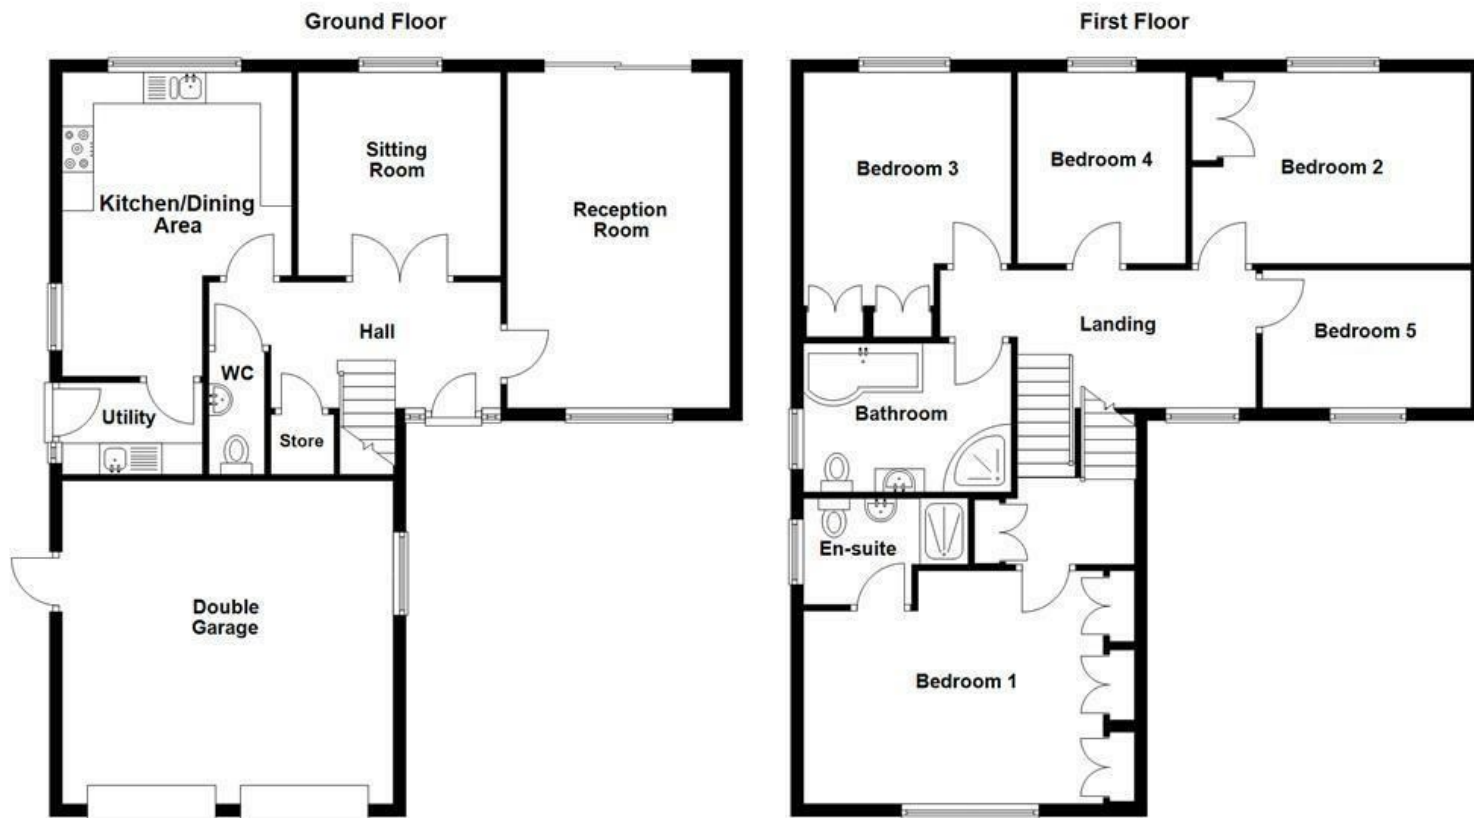 Ground Floor
Kitchen/Dining
Area
Sitting
Room
Reception
Room
Hall
WC
Utility
Store
Double
Garage
First Floor
Bedroom 3
Bedroom 4
Bedroom 2
Landing
Bedroom 5
Bathroom
En-suite
Bedroom 1